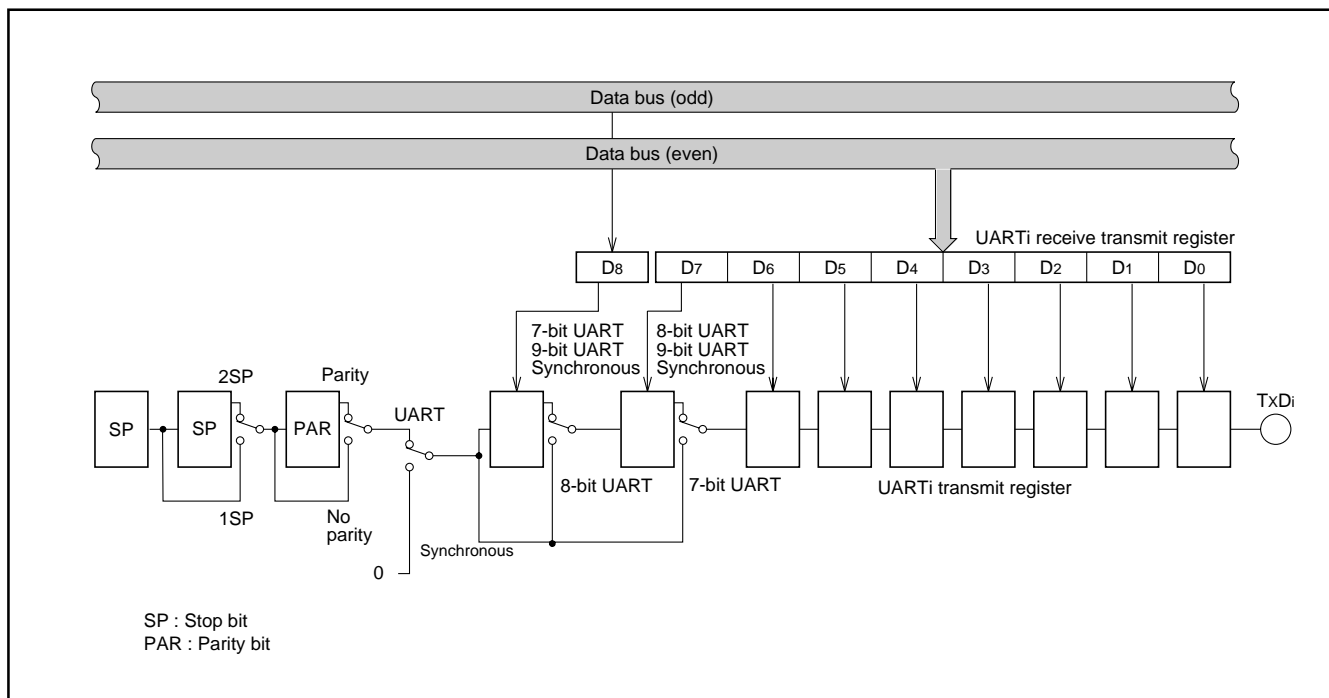 Data bus (odd)
Data bus (even)
UARTi receive transmit register
D8
D7
D6
D5
D4
D3
D2
D1
D0
7-bit UART
9-bit UART
Synchronous
8-bit UART
9-bit UART
Synchronous
2SP
Parity
UART
TXDi
SP
SP
PAR
8-bit UART
7-bit UART
UARTi transmit register
1SP
No
parity
Synchronous
0
SP : Stop bit
PAR : Parity bit